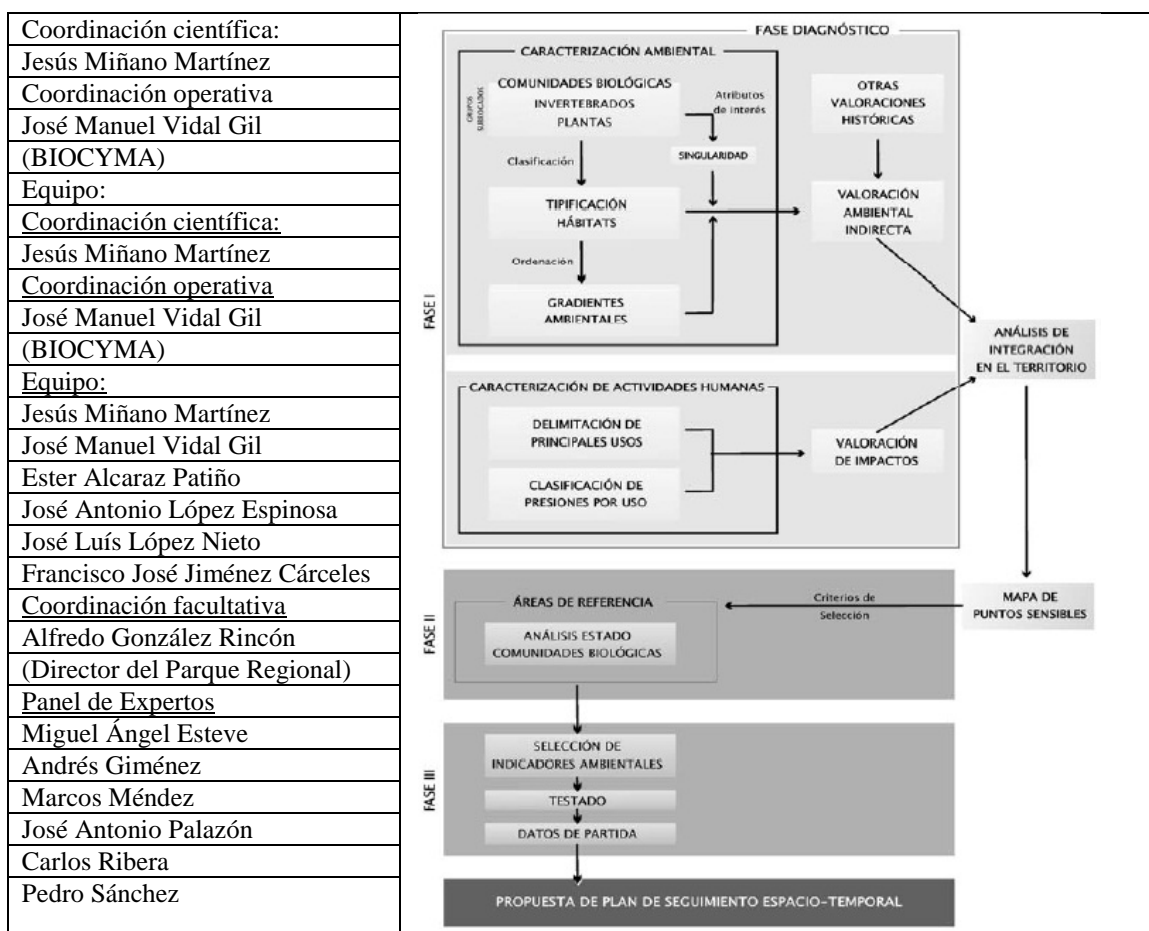 Coordinación científica:
Jesús Miñano Martínez
Coordinación operativa
José Manuel Vidal Gil
(BIOCYMA)
Equipo:
Coordinación científica:
Jesús Miñano Martínez
Coordinación operativa
José Manuel Vidal Gil
(BIOCYMA)
Equipo:
Jesús Miñano Martínez
José Manuel Vidal Gil
Ester Alcaraz Patiño
José Antonio López Espinosa
José Luís López Nieto
Francisco José Jiménez Cárceles
Coordinación facultativa
Alfredo González Rincón
(Director del Parque Regional)
Panel de Expertos
Miguel Ángel Esteve
Andrés Giménez
Marcos Méndez
José Antonio Palazón
Carlos Ribera
Pedro Sánchez
FASE DIAGNÓSTICO
FASE I
CARACTERIZACIÓN AMBIENTAL
GRUPOS
SUBROGADOS
COMUNIDADES BIOLÓGICAS
INVERTEBRADOS
PLANTAS
Atributos
de interés
Clasificación
SINGULARIDAD
TIPIFICACIÓN
HÁBITATS
Ordenación
GRADIENTES
AMBIENTALES
OTRAS
VALORACIONES
HISTÓRICAS
VALORACIÓN
AMBIENTAL
INDIRECTA
CARACTERIZACIÓN DE ACTIVIDADES HUMANAS
DELIMITACIÓN DE
PRINCIPALES USOS
CLASIFICACIÓN DE
PRESIONES POR USO
VALORACIÓN
DE IMPACTOS
ANÁLISIS DE
INTEGRACIÓN
EN EL TERRITORIO
MAPA DE
PUNTOS SENSIBLES
Criterios de
Selección
FASE II
ÁREAS DE REFERENCIA
ANÁLISIS ESTADO
COMUNIDADES BIOLÓGICAS
FASE III
SELECCIÓN DE
INDICADORES AMBIENTALES
TESTADO
DATOS DE PARTIDA
PROPUESTA DE PLAN DE SEGUIMIENTO ESPACIO-TEMPORAL